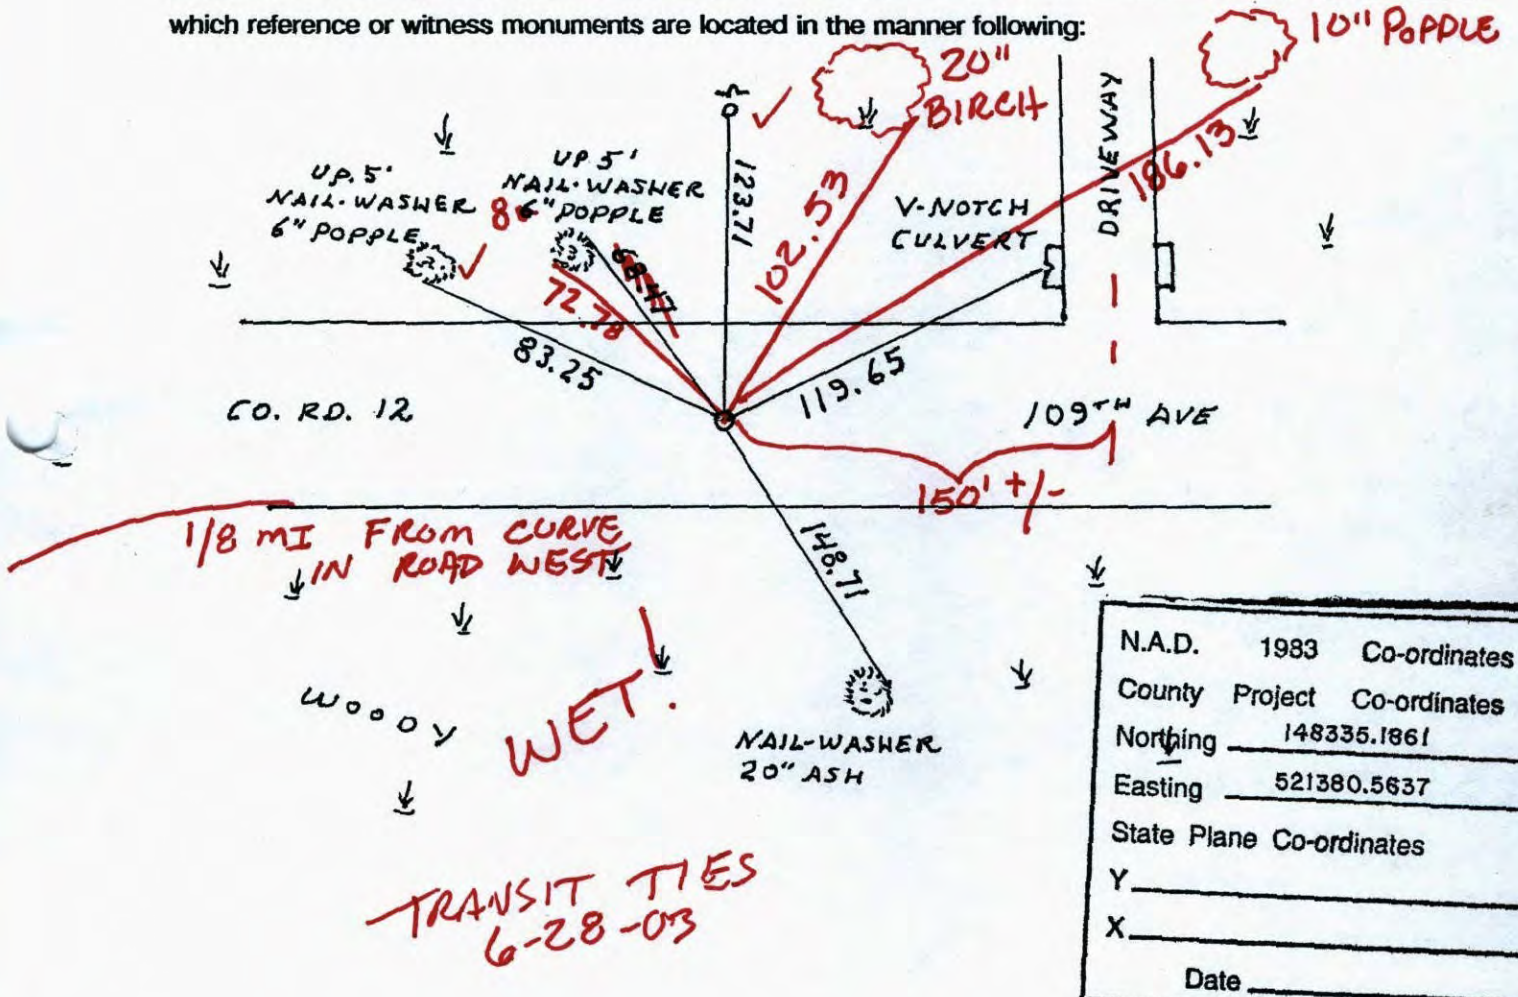 which reference or witness monuments are located in the manner following:
10" POPPLE
20"
BIRCH
UP. 5'
NAIL-WASHER
6" POPPLE
UP 5'
NAIL-WASHER
8"
6" POPPLE
123.71
102.53
V-NOTCH
CULVERT
DRIVEWAY
186.13
68.47
72.78
83.25
119.65
CO. RD. 12
109TH AVE
150' +/-
1/8 MI FROM CURVE
IN ROAD WEST
148.71
WOODY
WET!
NAIL-WASHER
20" ASH
TRANSIT TIES
6-28-03
N.A.D. 1983 Co-ordinates
County Project Co-ordinates
Northing 148335.1861
Easting 521380.5637
State Plane Co-ordinates
Y
X
Date